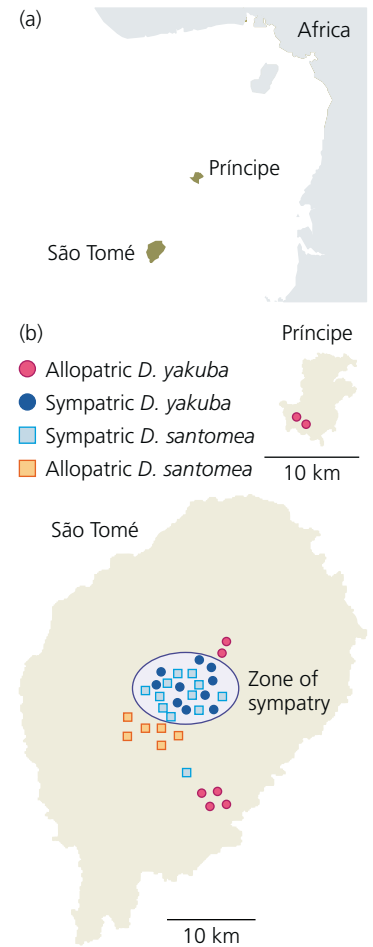 (a)
Africa
Príncipe
São Tomé
(b)
Príncipe
Allopatric D. yakuba
Sympatric D. yakuba
Sympatric D. santomea
Allopatric D. santomea
10 km
São Tomé
Zone of
sympatry
10 km